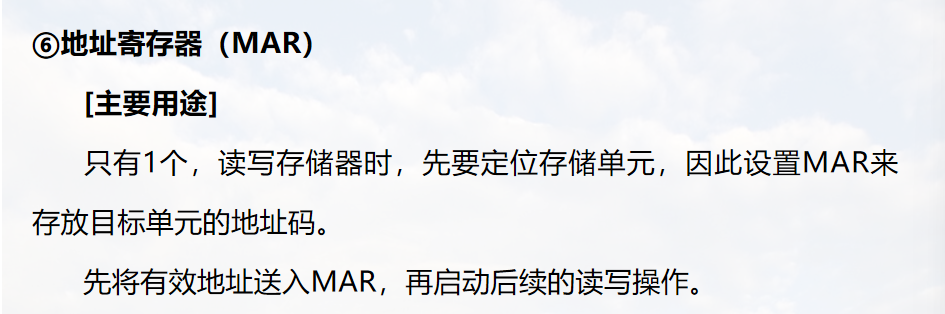 ⑥地址寄存器（MAR）
[主要用途]
只有1个，读写存储器时，先要定位存储单元，因此设置MAR来
存放目标单元的地址码。
先将有效地址送入MAR，再启动后续的读写操作。